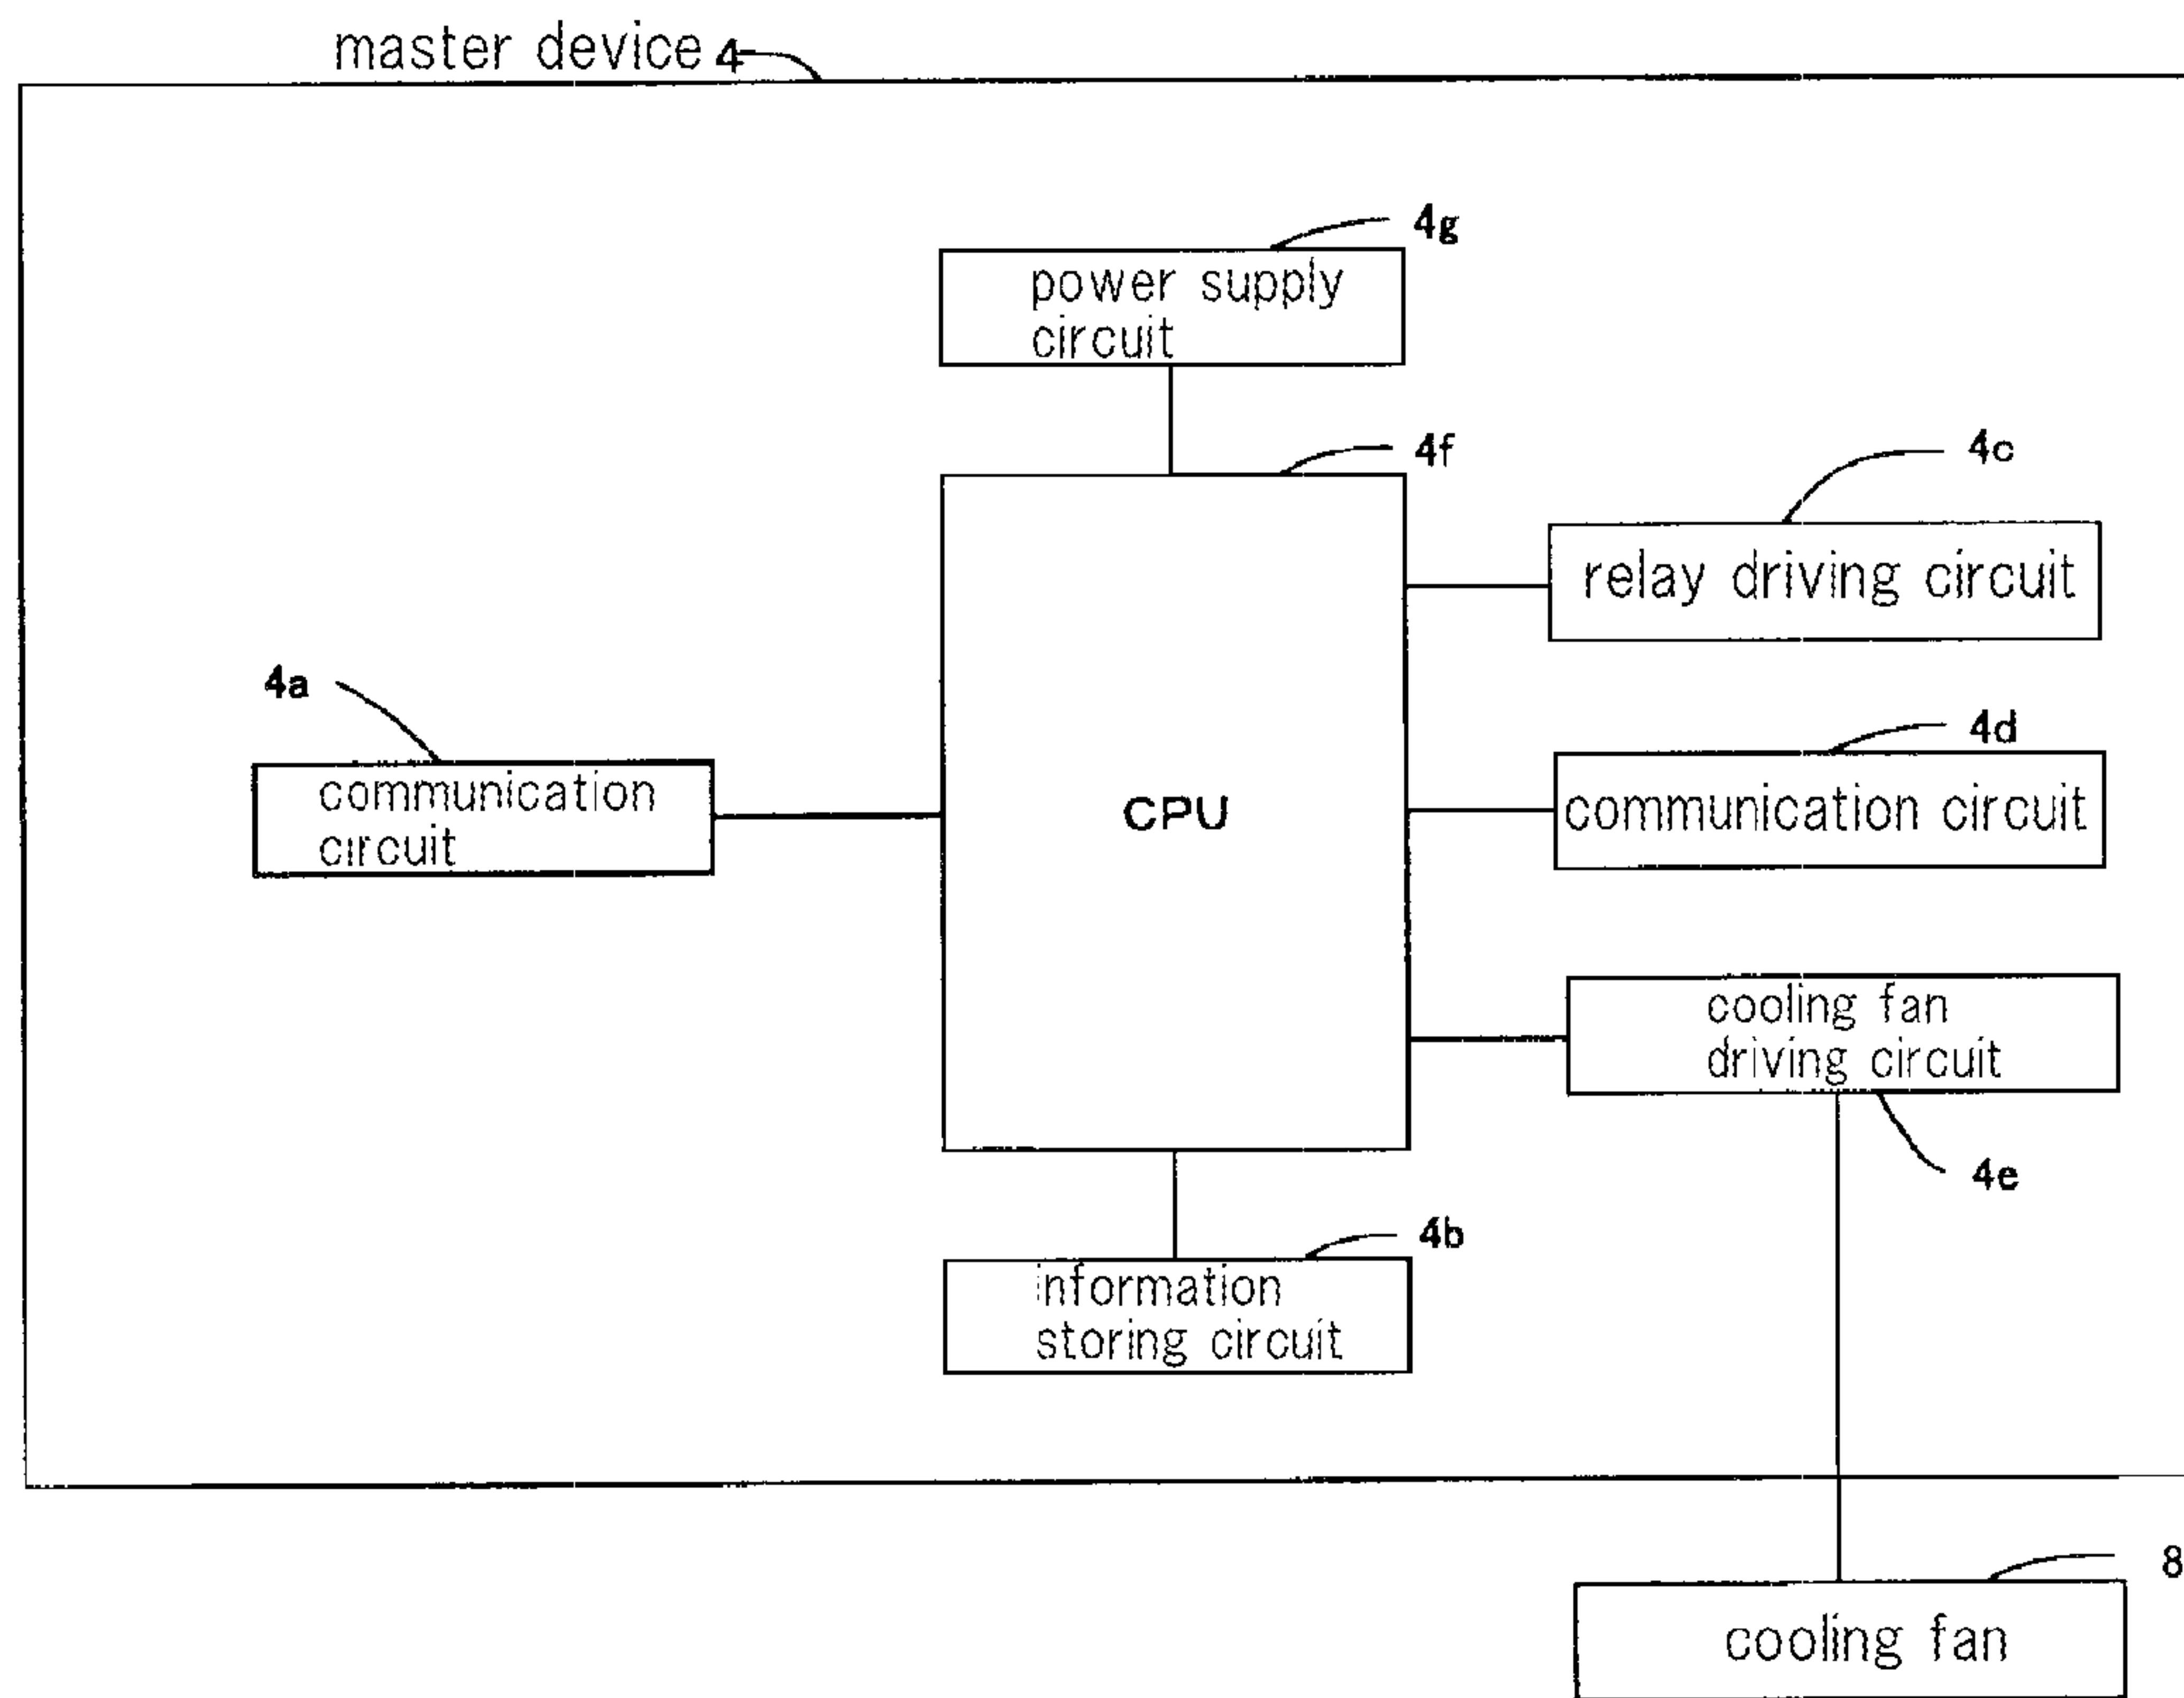 master device 4
4g
power supply
circuit
4f
4c
relay driving circuit
4a
4d
communication
circuit
CPU
communication circuit
cooling fan
driving circuit
4e
4b
information
storing circuit
8
cooling fan